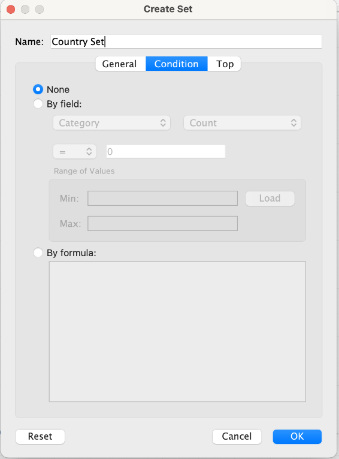 Create Set
Name: Country Set
General Condition Top
None
By field:
Category Count
= 0
Range of Values
Min: Load
Max:
By formula:
Reset Cancel OK